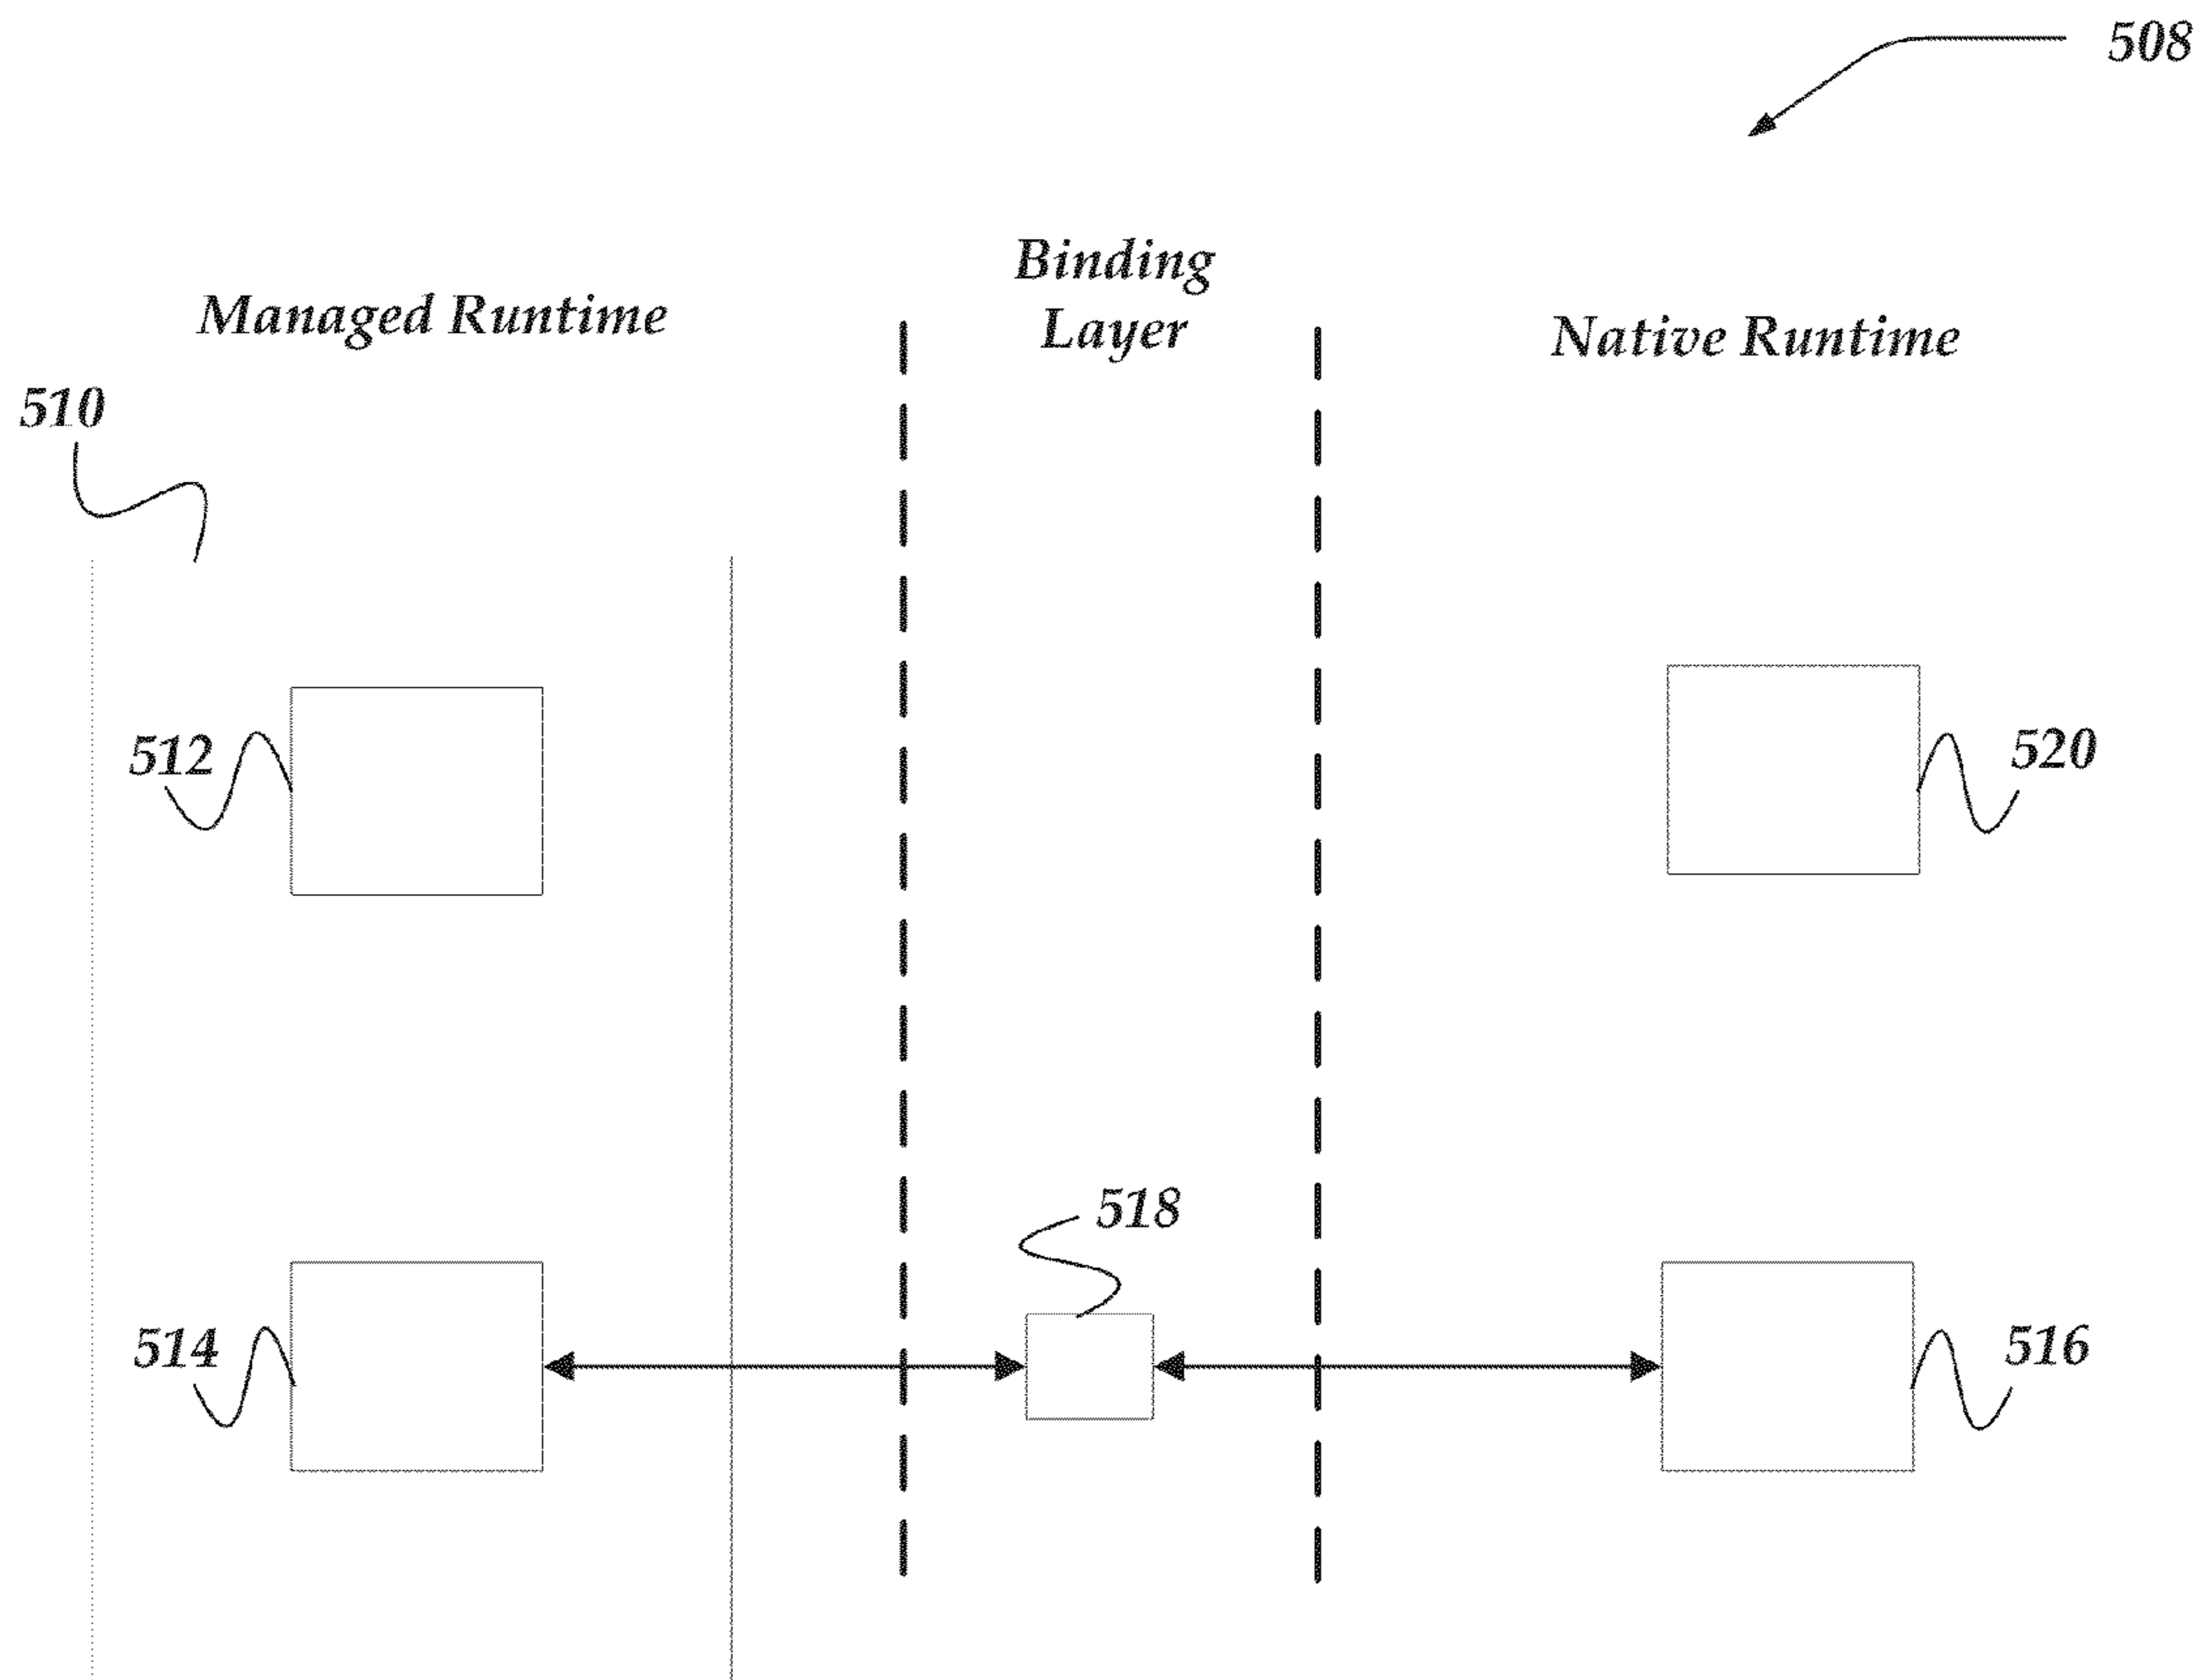 508
Binding
Layer
Managed Runtime
Native Runtime
510
512
520
518
514
516